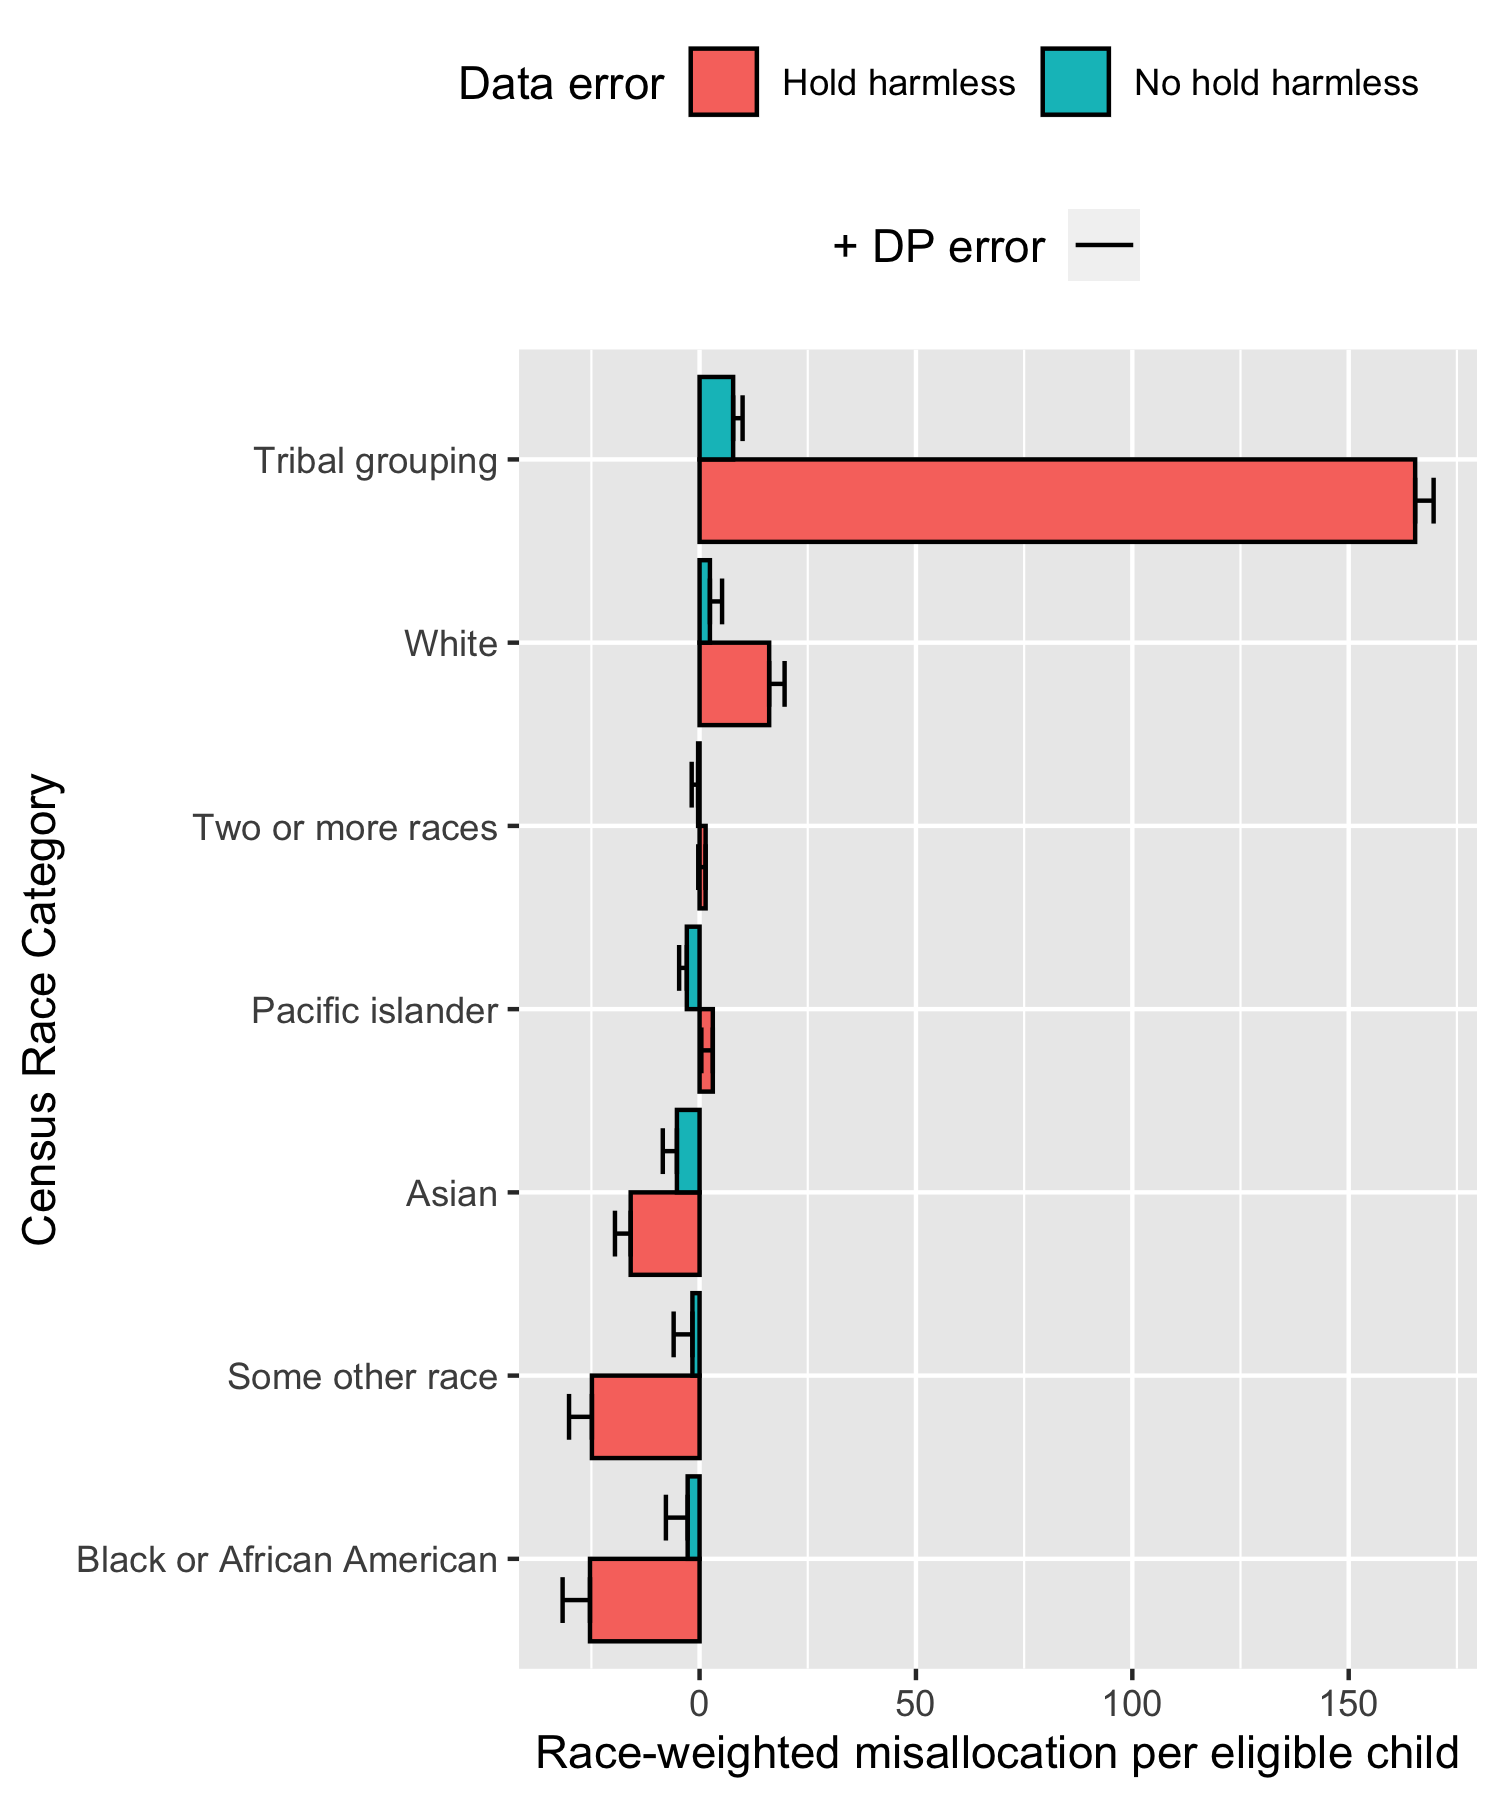 Data error Hold harmless No hold harmless
+ DP error
Tribal grouping
White
Two or more races
Pacific islander
Asian
Some other race
Black or African American
Census Race Category
0 50 100 150
Race-weighted misallocation per eligible child